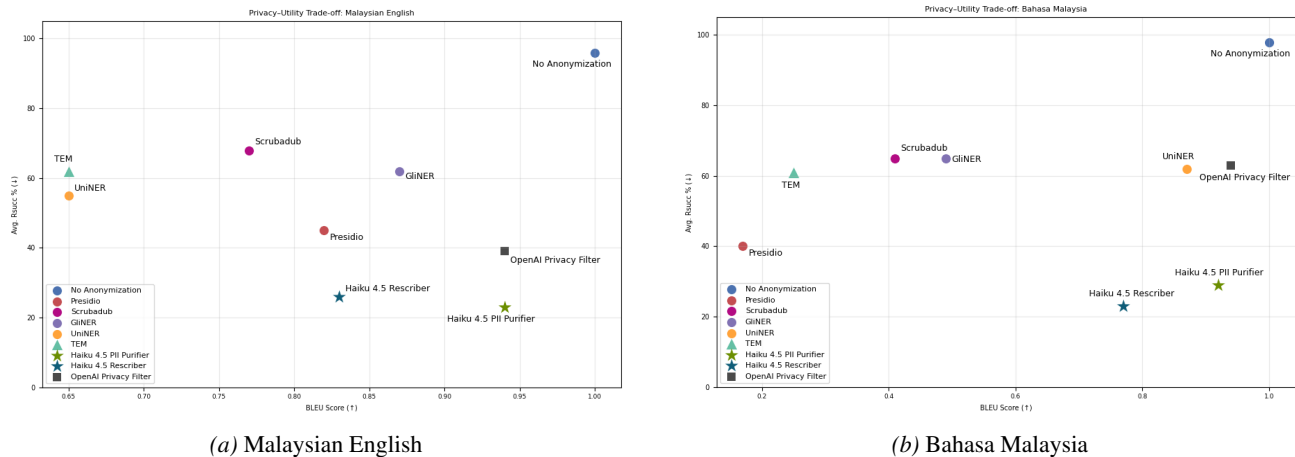 Privacy–Utility Trade-off: Malaysian English
100
80
60
40
20
0
Avg. Rsucc % (↓)
No Anonymization
Scrubadub
TEM
UniNER
GliNER
Presidio
OpenAI Privacy Filter
Haiku 4.5 Rescriber
Haiku 4.5 PII Purifier
No Anonymization
Presidio
Scrubadub
GliNER
UniNER
TEM
Haiku 4.5 PII Purifier
Haiku 4.5 Rescriber
OpenAI Privacy Filter
0.65 0.70 0.75 0.80 0.85 0.90 0.95 1.00
BLEU Score (↑)
(a) Malaysian English
Privacy–Utility Trade-off: Bahasa Malaysia
100
80
60
40
20
0
Avg. Rsucc % (↓)
No Anonymization
Scrubadub
GliNER
UniNER
OpenAI Privacy Filter
TEM
Presidio
Haiku 4.5 PII Purifier
Haiku 4.5 Rescriber
No Anonymization
Presidio
Scrubadub
GliNER
UniNER
TEM
Haiku 4.5 PII Purifier
Haiku 4.5 Rescriber
OpenAI Privacy Filter
0.2 0.4 0.6 0.8 1.0
BLEU Score (↑)
(b) Bahasa Malaysia